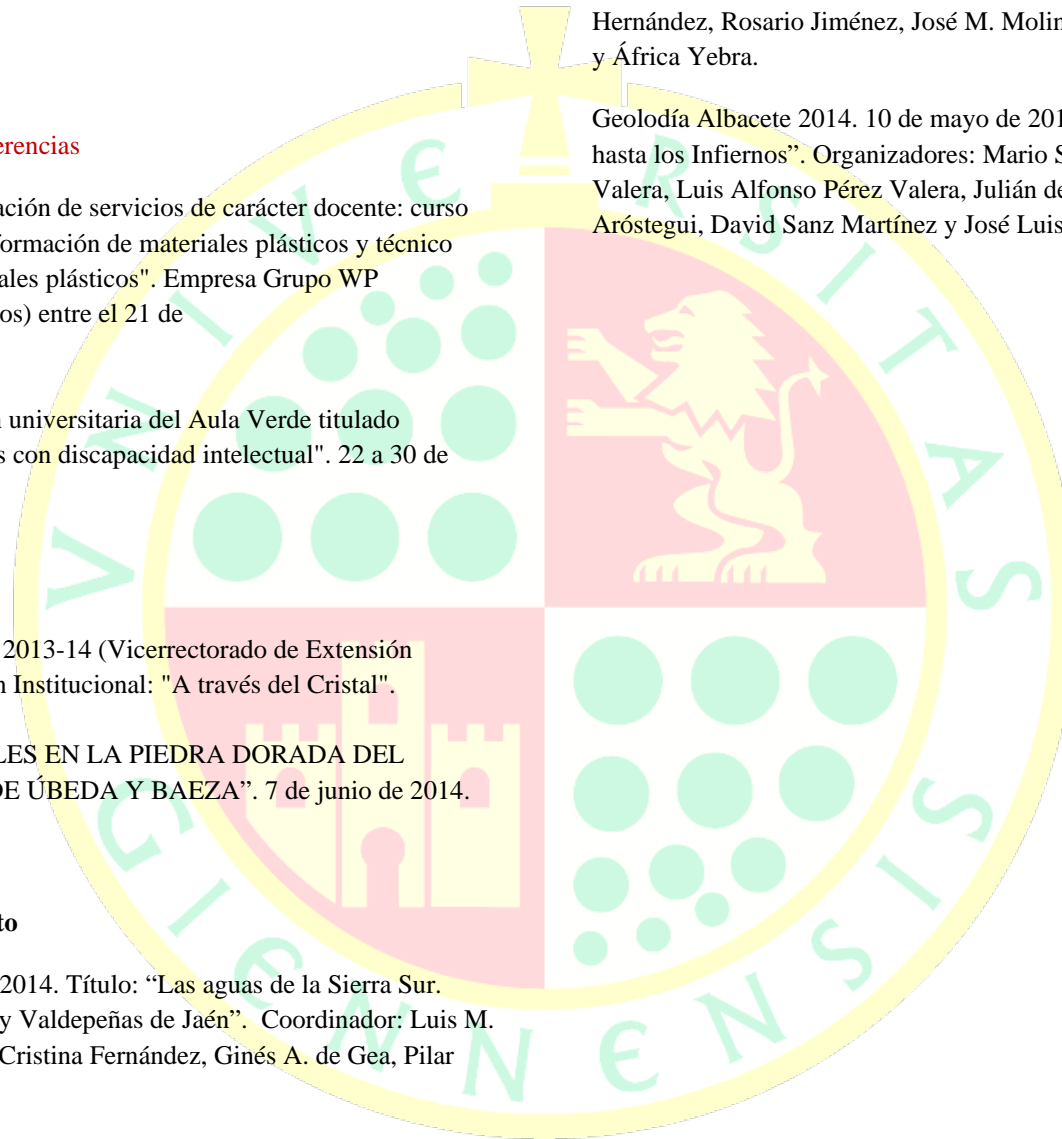 erencias
ación de servicios de carácter docente: curso
formación de materiales plásticos y técnico
ales plásticos". Empresa Grupo WP
os) entre el 21 de
n universitaria del Aula Verde titulado
s con discapacidad intelectual". 22 a 30 de
2013-14 (Vicerrectorado de Extensión
n Institucional: "A través del Cristal".
LES EN LA PIEDRA DORADA DEL
DE ÚBEDA Y BAEZA”. 7 de junio de 2014.
to
2014. Título: “Las aguas de la Sierra Sur.
y Valdepeñas de Jaén”. Coordinador: Luis M.
Cristina Fernández, Ginés A. de Gea, Pilar
Hernández, Rosario Jiménez, José M. Molin
y África Yebra.
Geolodía Albacete 2014. 10 de mayo de 201
hasta los Infiernos”. Organizadores: Mario S
Valera, Luis Alfonso Pérez Valera, Julián de
Aróstegui, David Sanz Martínez y José Luis
VNIVERSITAS
GIENNENSIS